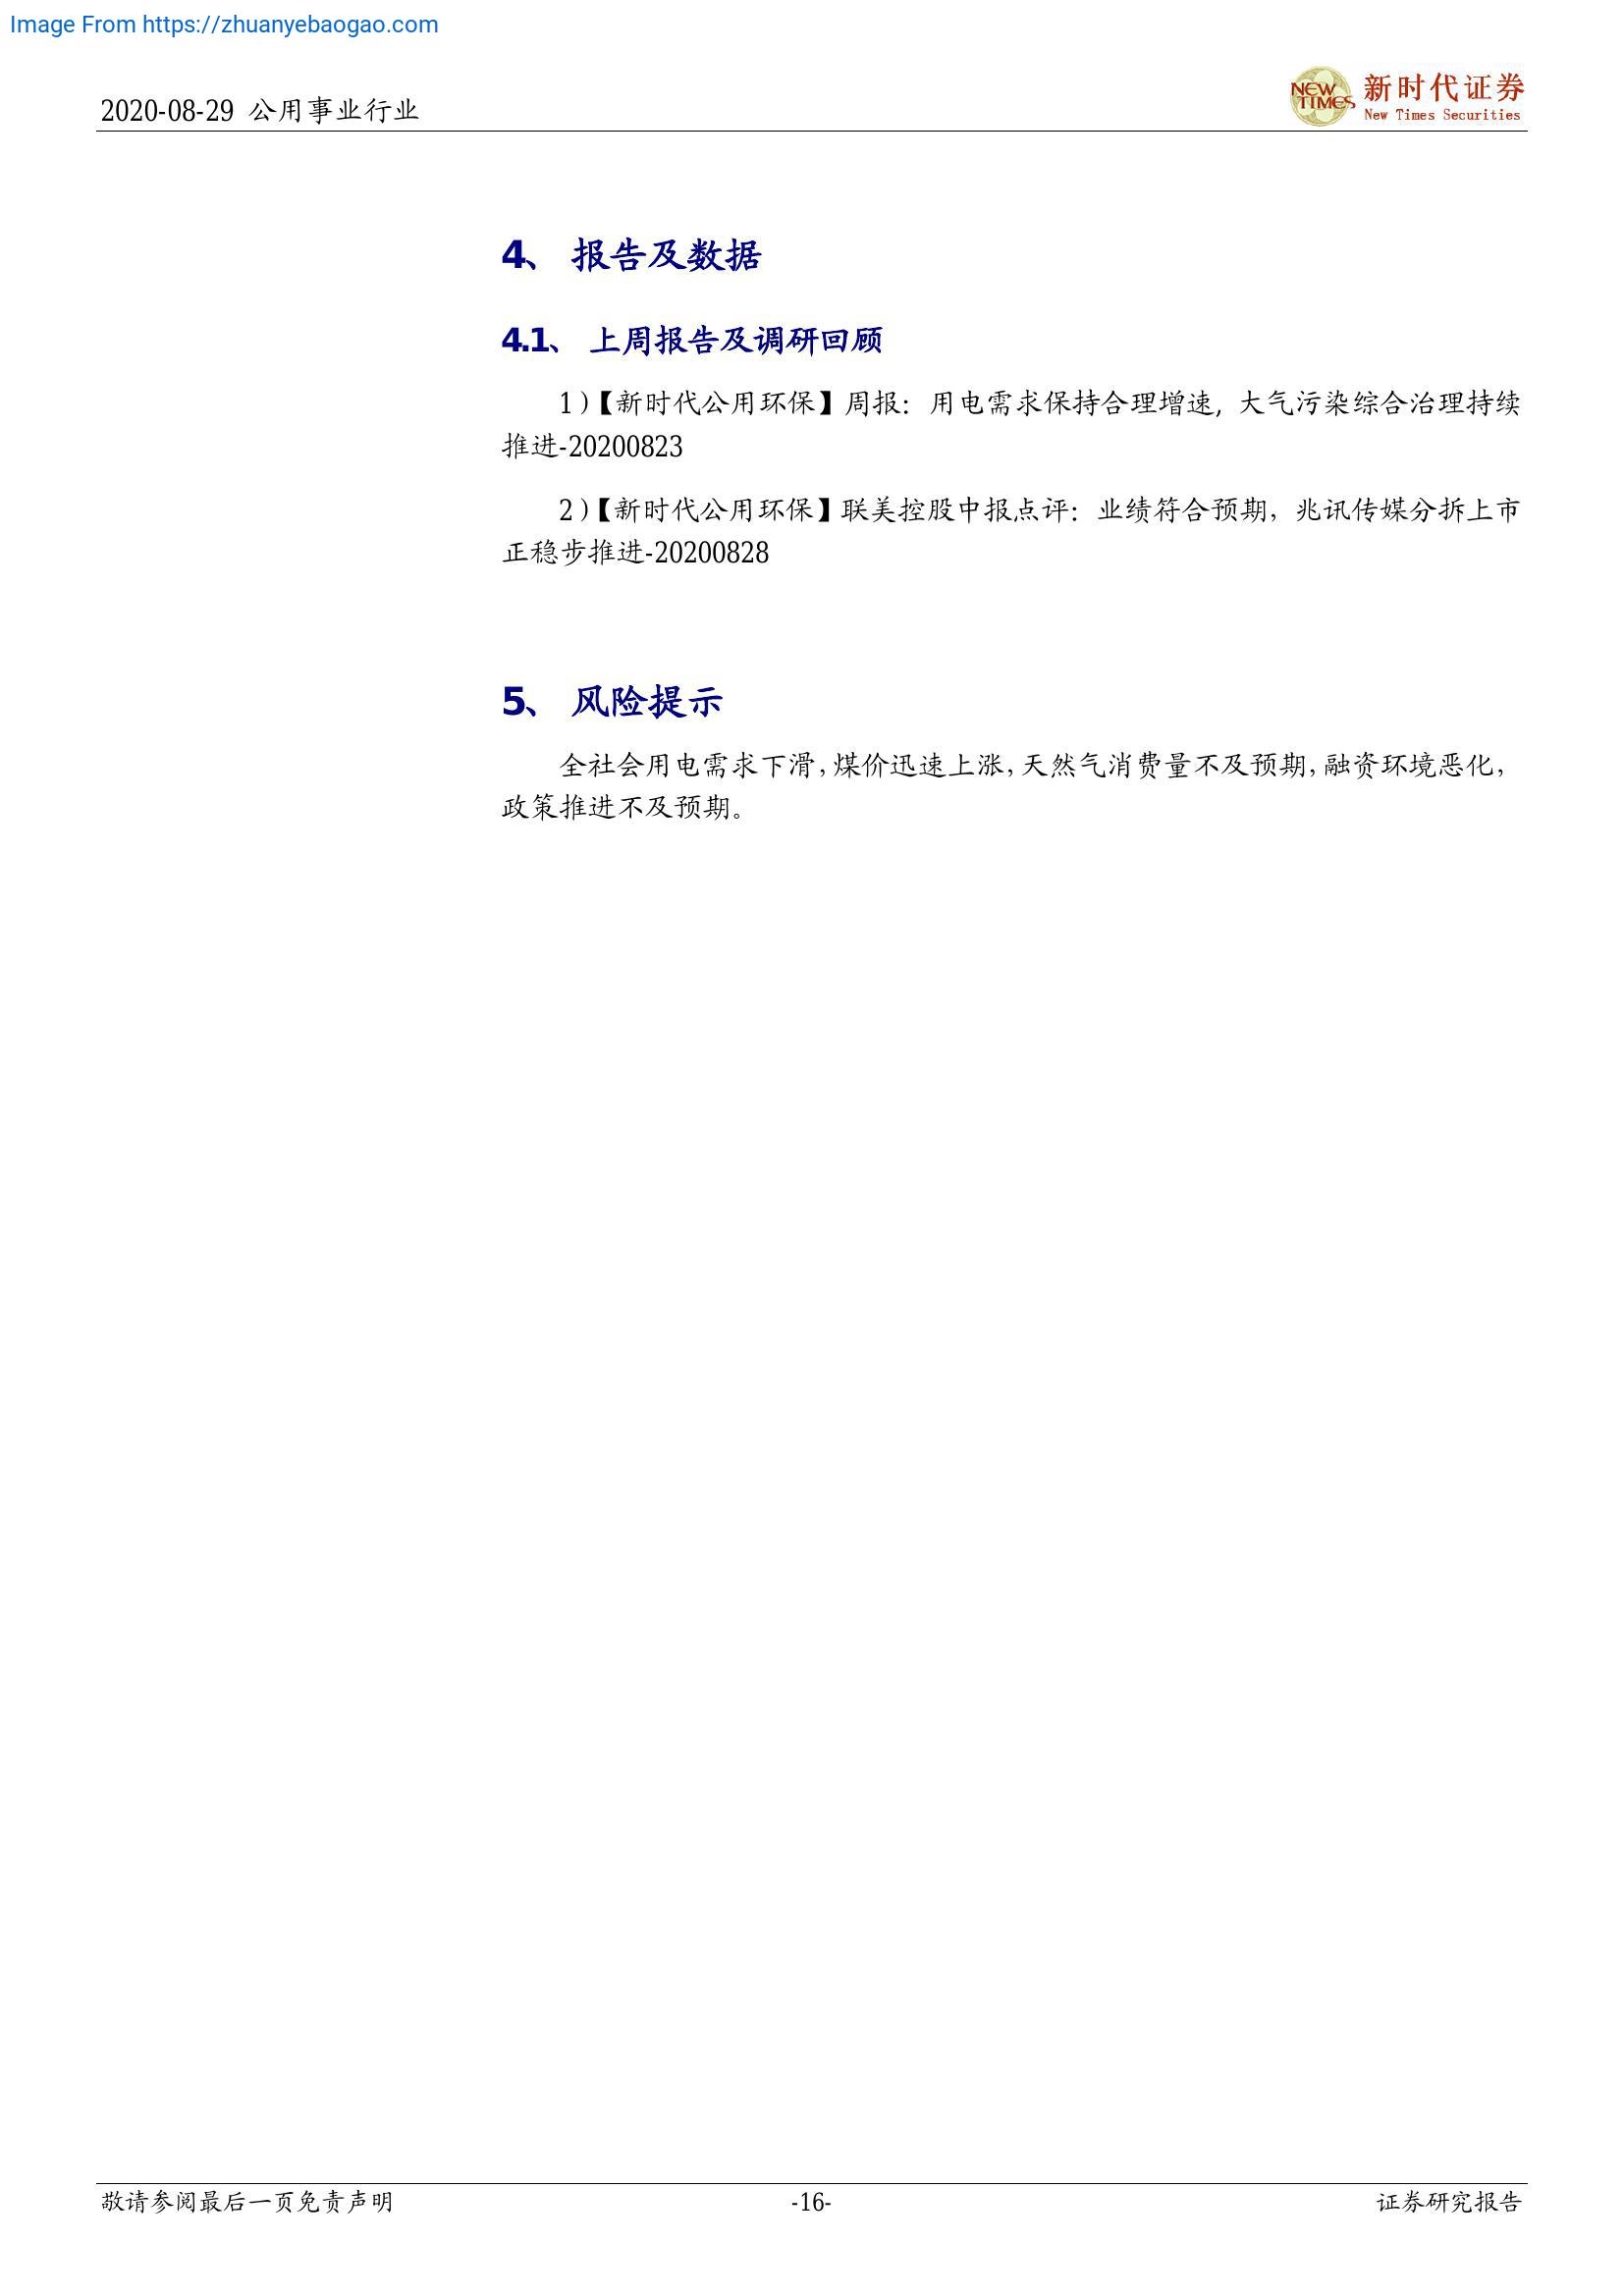 Image From https://zhuanyebaogao.com
2020-08-29 公用事业行业
NEW TIMES
新时代证券
New Times Securities
4、 报告及数据
4.1、 上周报告及调研回顾
1）【新时代公用环保】周报：用电需求保持合理增速，大气污染综合治理持续
推进-20200823
2）【新时代公用环保】联美控股中报点评：业绩符合预期，兆讯传媒分拆上市
正稳步推进-20200828
5、 风险提示
全社会用电需求下滑，煤价迅速上涨，天然气消费量不及预期，融资环境恶化，
政策推进不及预期。
敬请参阅最后一页免责声明
-16-
证券研究报告